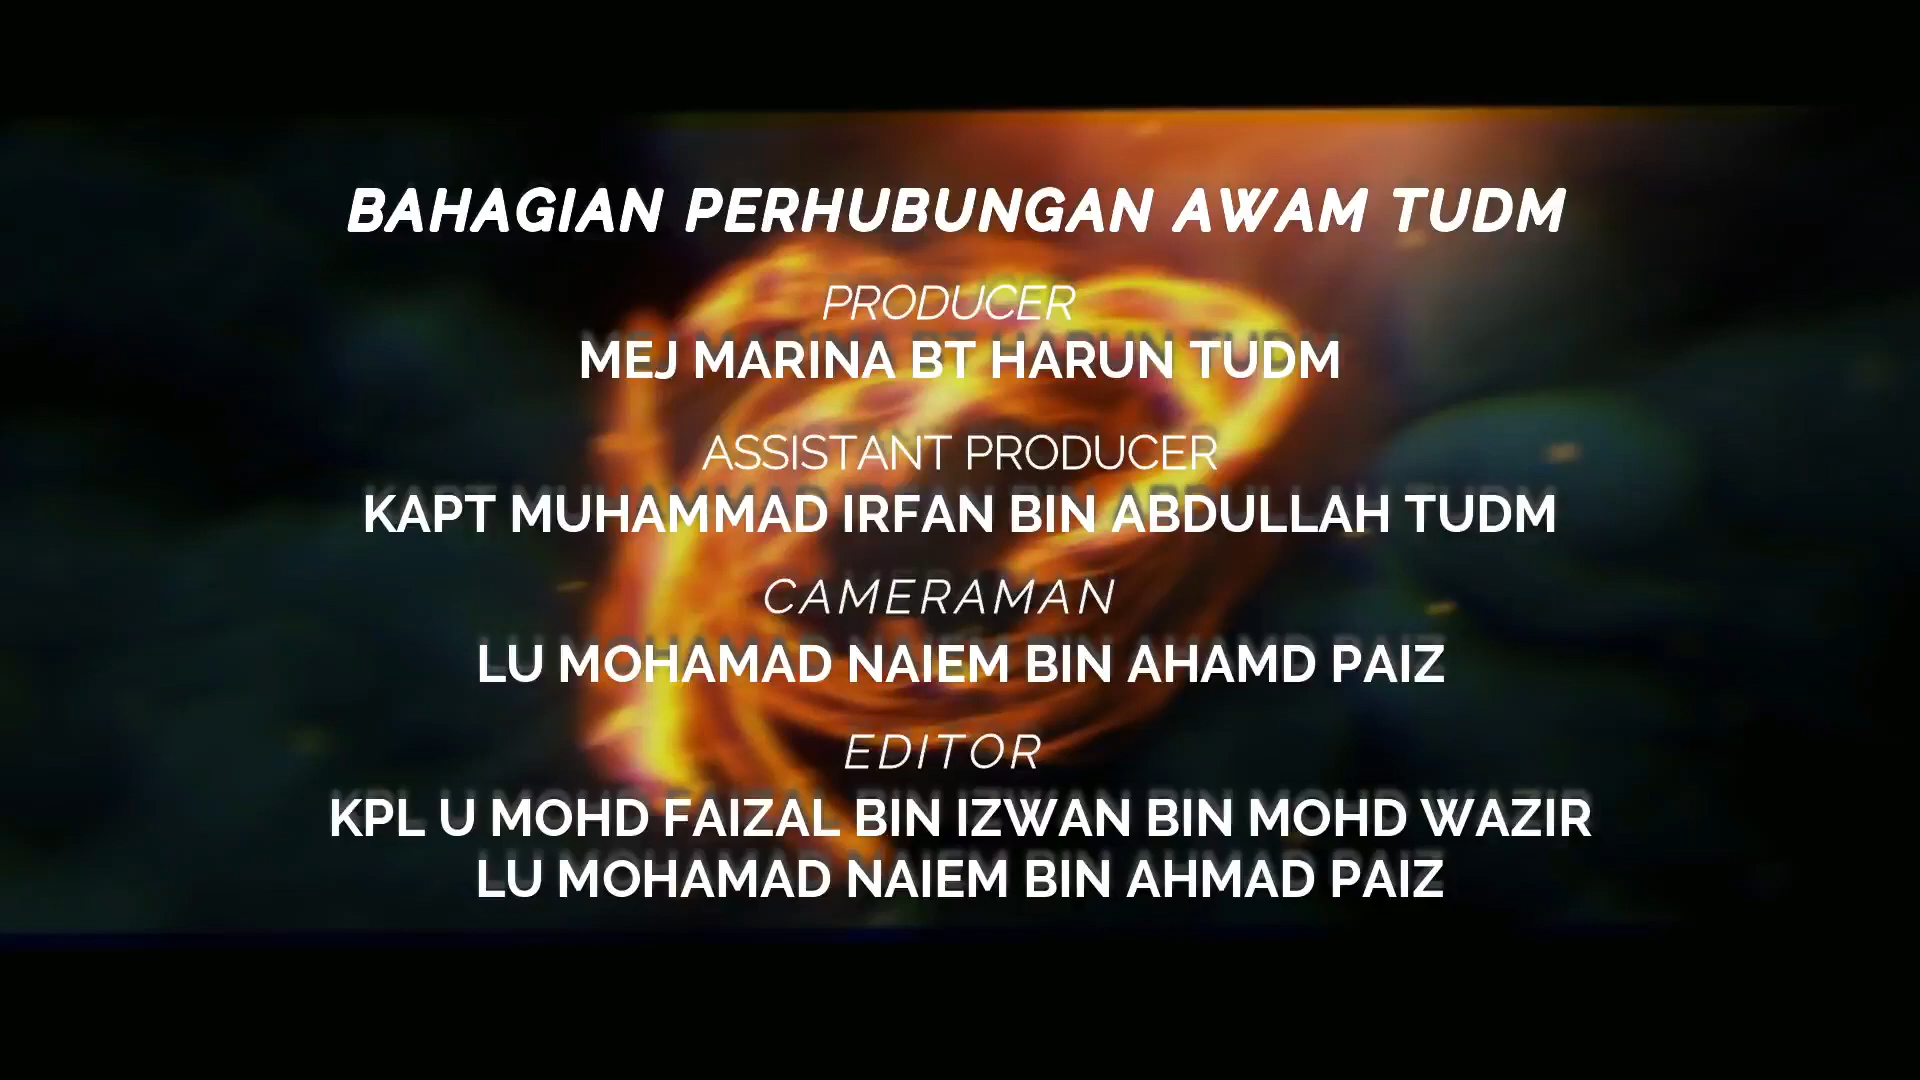 BAHAGIAN PERHUBUNGAN AWAM TUDM
PRODUCER
MEJ MARINA BT HARUN TUDM
ASSISTANT PRODUCER
KAPT MUHAMMAD IRFAN BIN ABDULLAH TUDM
CAMERAMAN
LU MOHAMAD NAIEM BIN AHAMD PAIZ
EDITOR
KPL U MOHD FAIZAL BIN IZWAN BIN MOHD WAZIR
LU MOHAMAD NAIEM BIN AHMAD PAIZ